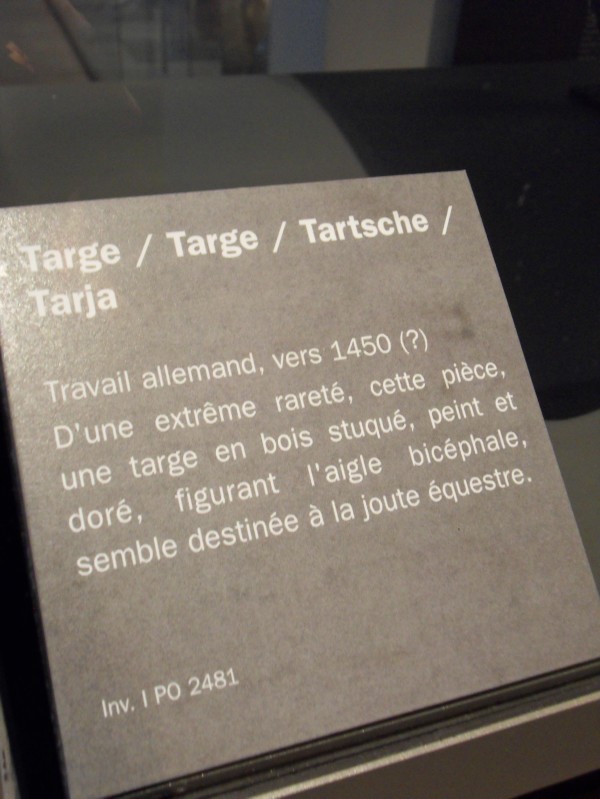 Targe / Targe / Tartsche /
Tarja
Travail allemand, vers 1450 (?)
D'une extrême rareté, cette pièce,
une targe en bois stuqué, peint et
doré, figurant l'aigle bicéphale,
semble destinée à la joute équestre.
Inv. I PO 2481